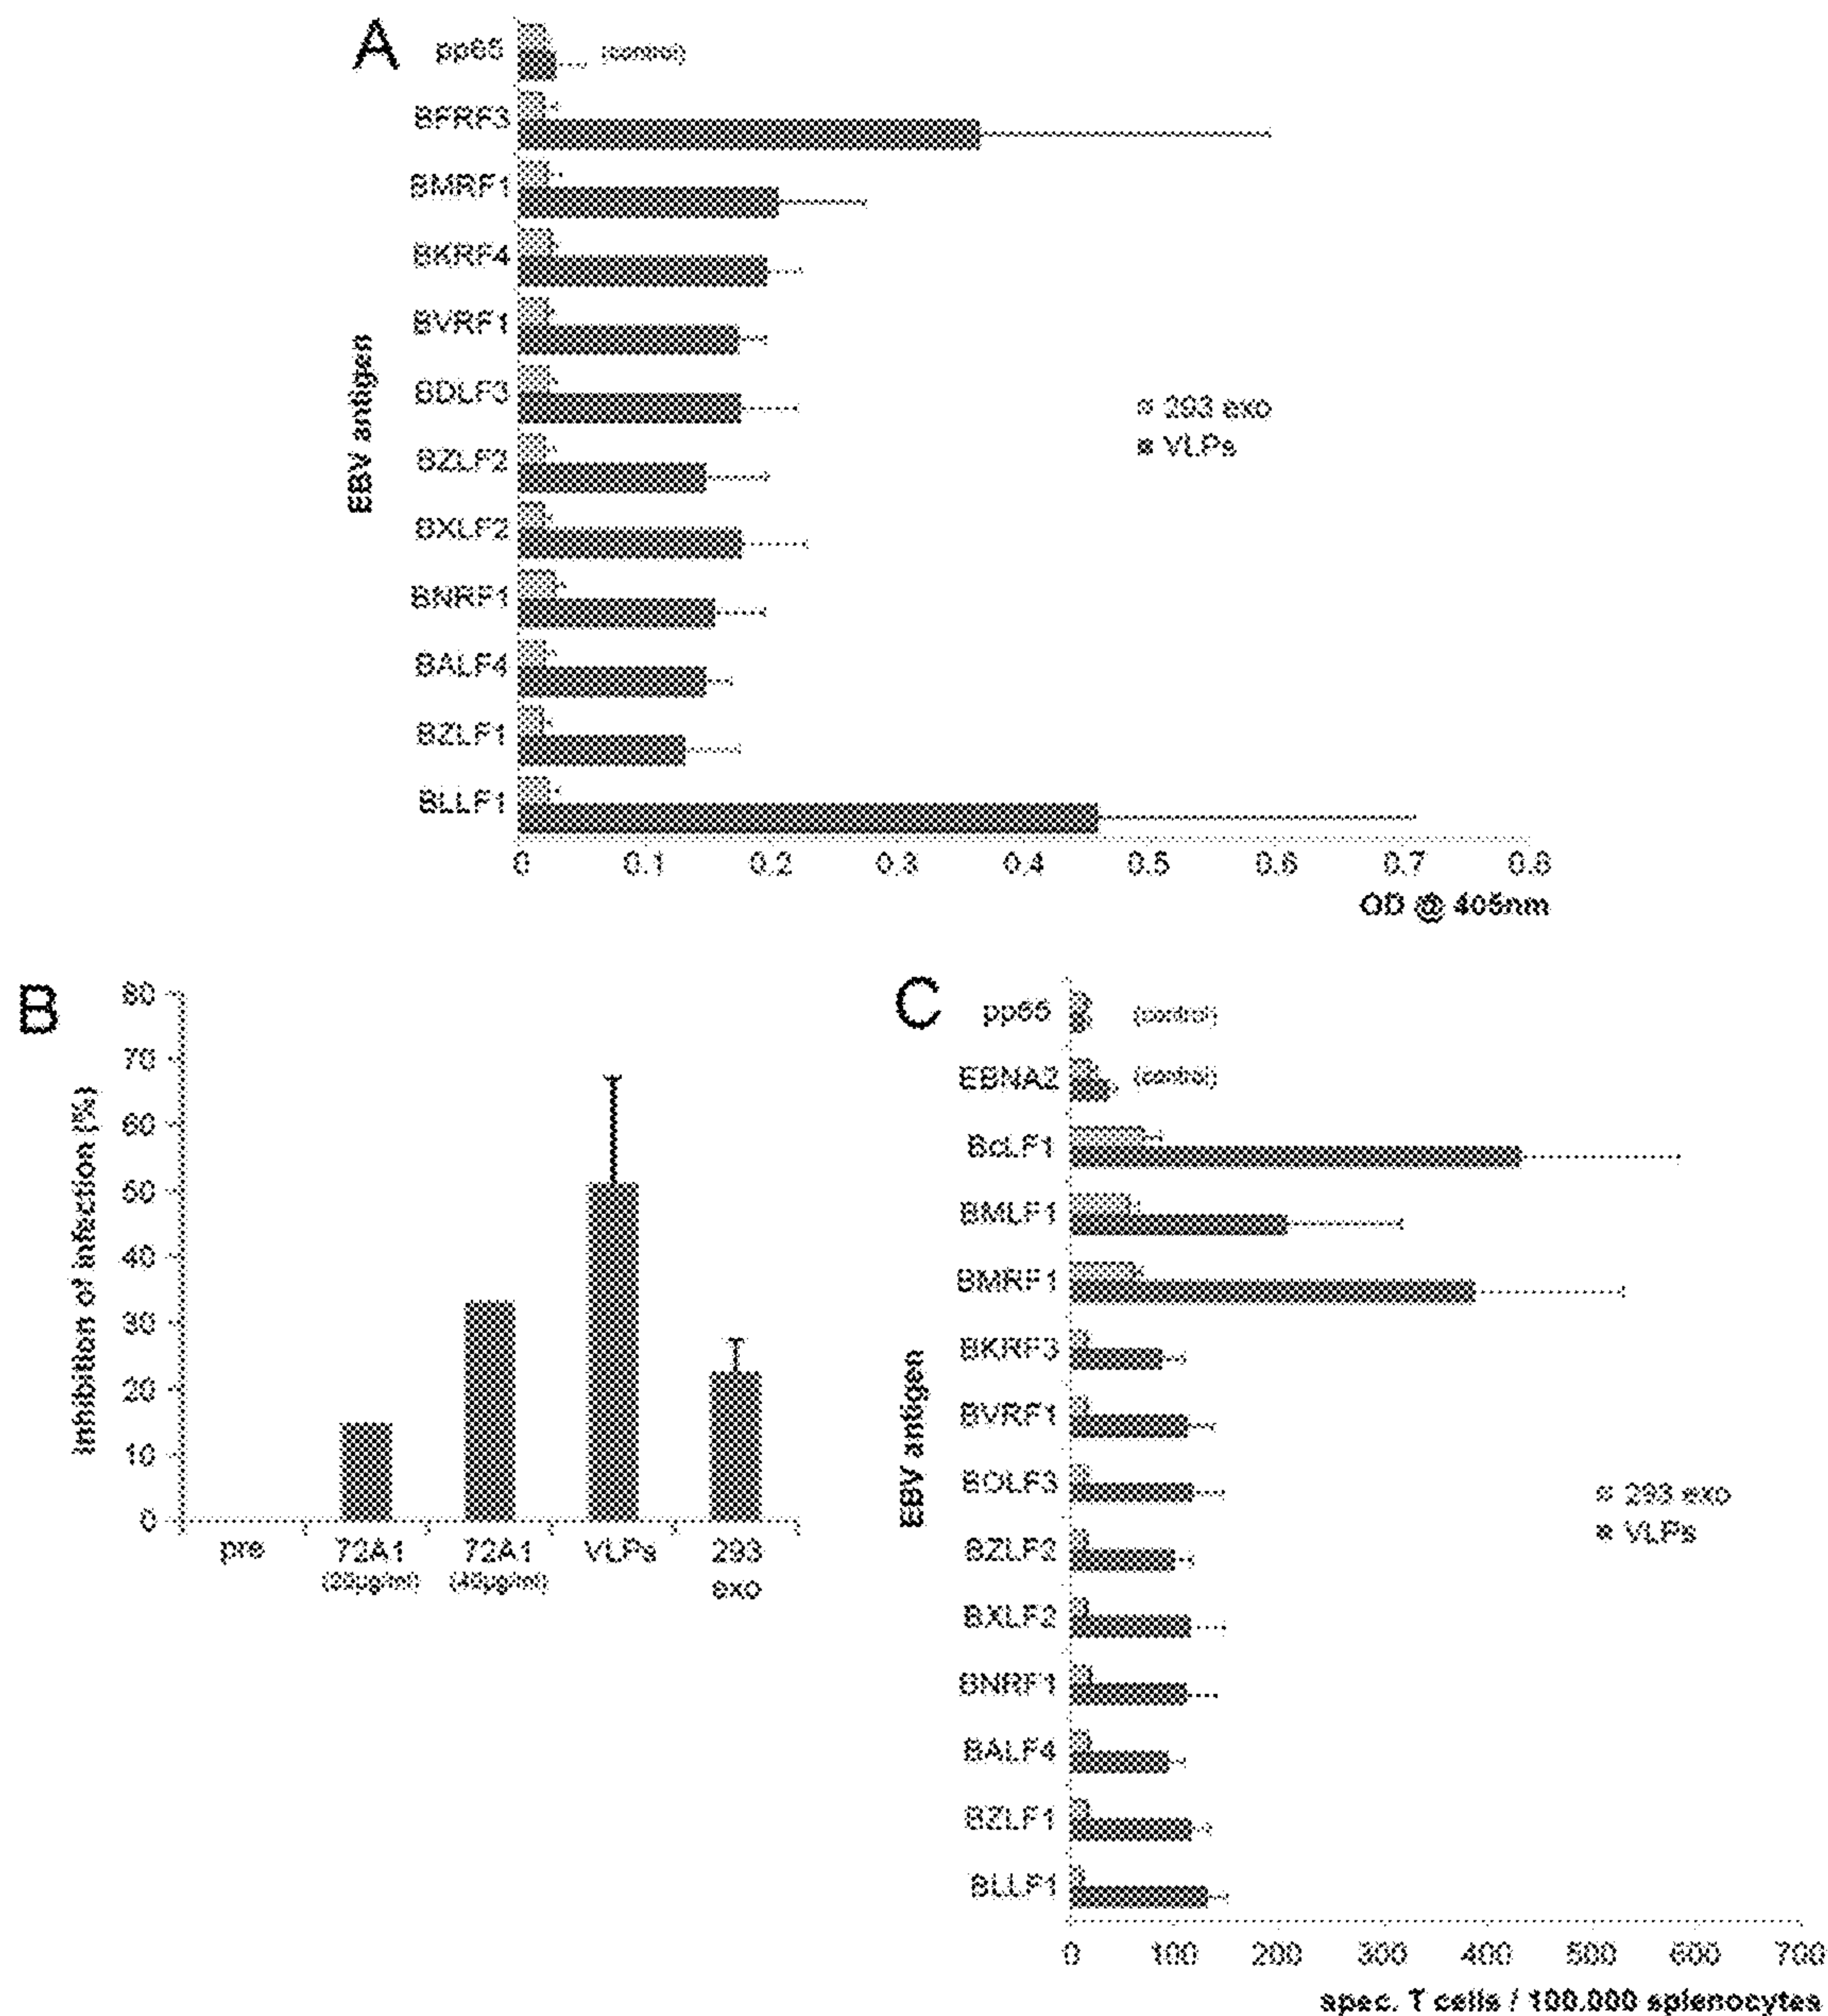 A
pp65 (control)
BFRF3
BMRF1
BKRF4
BVRF1
BDLF3
BZLF2
BXLF2
BNRF1
BALF4
BZLF1
BLLF1
EBV antigen
293 exo
VLPs
0 0.1 0.2 0.3 0.4 0.5 0.6 0.7 0.8
OD @ 405nm
B
Inhibition of infection (%)
80
70
60
50
40
30
20
10
0
pre
72A1
72A1
(40µg/ml)
VLPs
293
exo
C
pp65 (control)
EBNA2 (control)
BcLF1
BMLF1
BMRF1
BKRF3
BVRF1
BZLF2
BXLF2
BNRF1
BALF4
BZLF1
BLLF1
EBV antigen
293 exo
VLPs
0 100 200 300 400 500 600 700
spec. T cells / 100.000 splenocytes